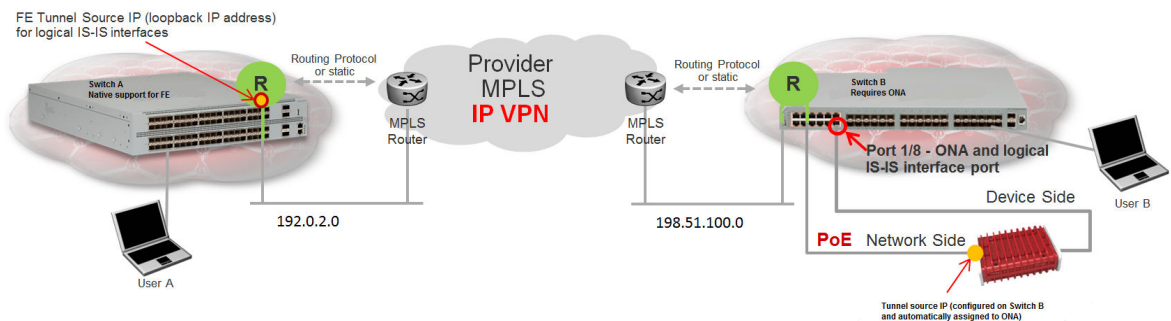 FE Tunnel Source IP (loopback IP address)
for logical IS-IS interfaces
Switch A
Native support for FE
R
Routing Protocol
or static
MPLS
Router
Provider
MPLS
IP VPN
Routing Protocol
or static
MPLS
Router
R
Switch B
Requires ONA
Port 1/8 - ONA and logical
IS-IS interface port
User A
192.0.2.0
198.51.100.0
Device Side
User B
PoE Network Side
Tunnel source IP (configured on Switch B
and automatically assigned to ONA)